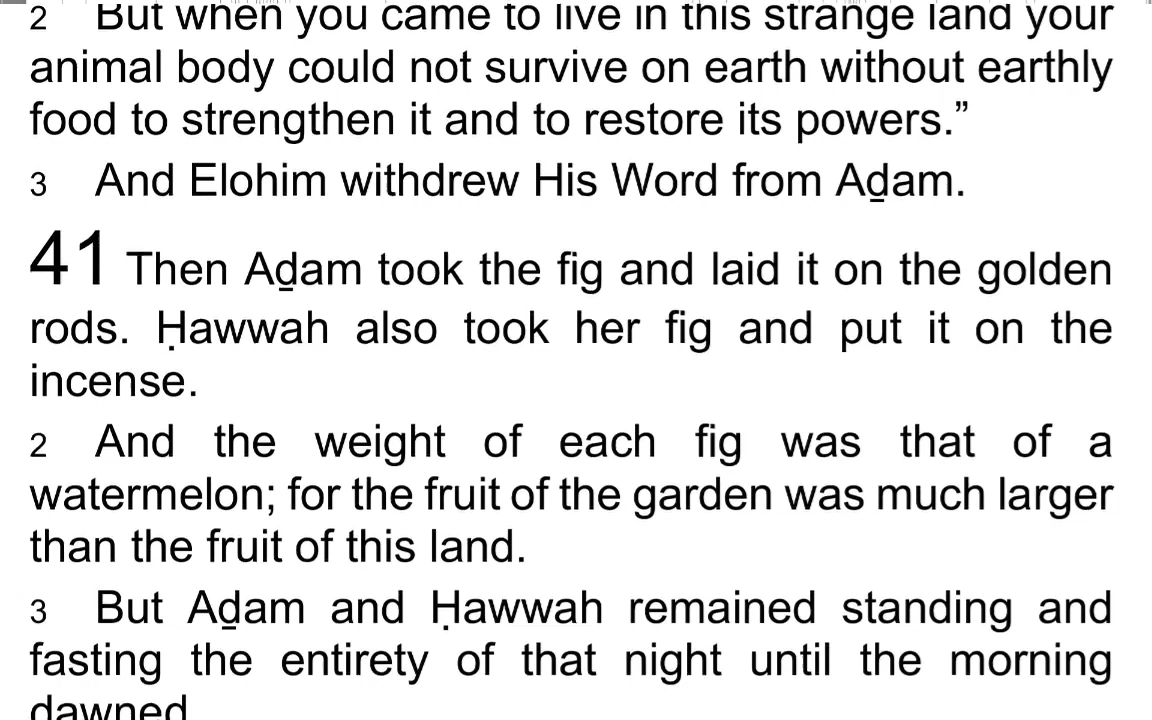 2 But when you came to live in this strange land your
animal body could not survive on earth without earthly
food to strengthen it and to restore its powers.”
3 And Elohim withdrew His Word from Aḏam.
41 Then Aḏam took the fig and laid it on the golden
rods. Ḥawwah also took her fig and put it on the
incense.
2 And the weight of each fig was that of a
watermelon; for the fruit of the garden was much larger
than the fruit of this land.
3 But Aḏam and Ḥawwah remained standing and
fasting the entirety of that night until the morning
dawned